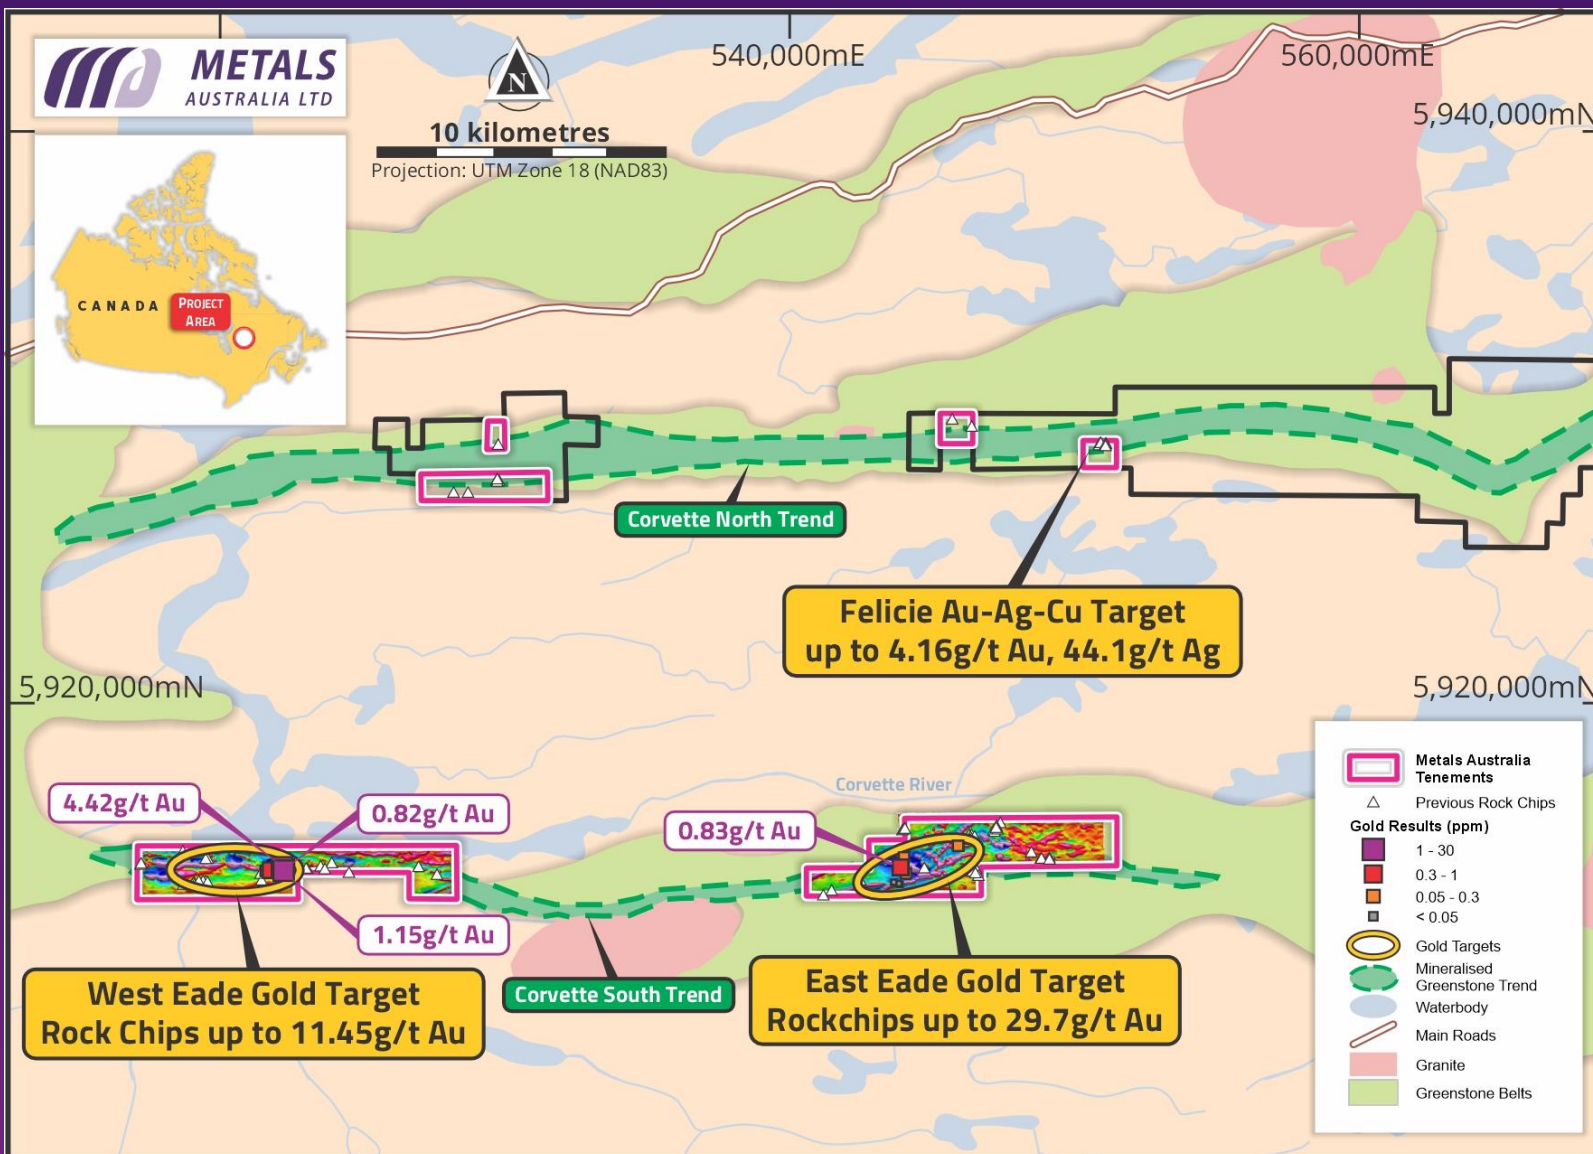 METALS
AUSTRALIA LTD
N
10 kilometres
Projection: UTM Zone 18 (NAD83)
540,000mE
560,000mE
5,940,000mN
CANADA
PROJECT
AREA
Corvette North Trend
Felicie Au-Ag-Cu Target
up to 4.16g/t Au, 44.1g/t Ag
5,920,000mN
5,920,000mN
Corvette River
4.42g/t Au
0.82g/t Au
0.83g/t Au
1.15g/t Au
West Eade Gold Target
Rock Chips up to 11.45g/t Au
Corvette South Trend
East Eade Gold Target
Rockchips up to 29.7g/t Au
Metals Australia
Tenements
Previous Rock Chips
Gold Results (ppm)
1 - 30
0.3 - 1
0.05 - 0.3
< 0.05
Gold Targets
Mineralised
Greenstone Trend
Waterbody
Main Roads
Granite
Greenstone Belts